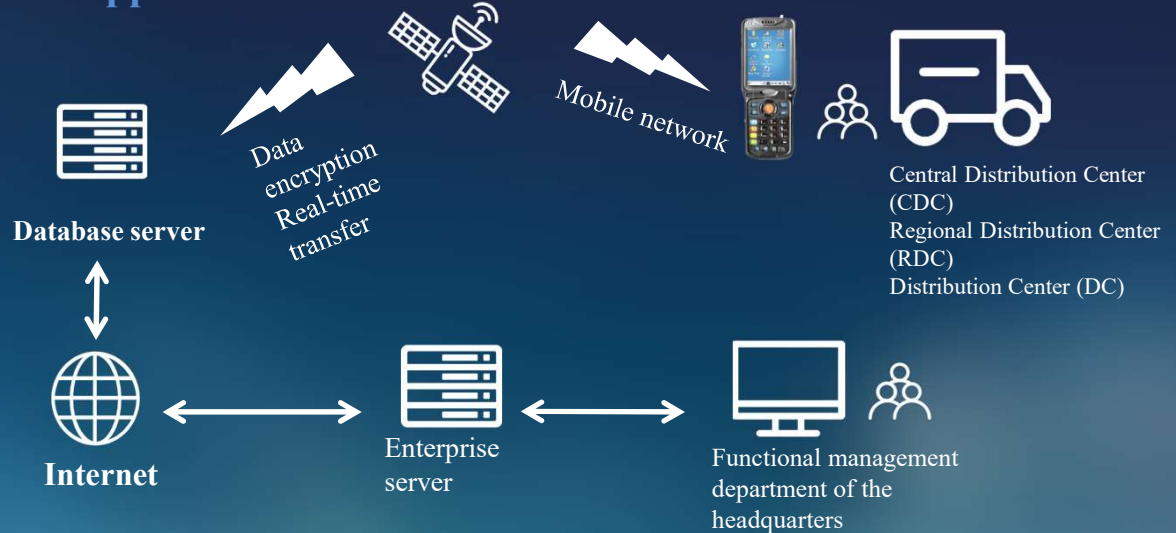 Mobile network
Data
encryption
Real-time
transfer
Database server
Central Distribution Center
(CDC)
Regional Distribution Center
(RDC)
Distribution Center (DC)
Internet
Enterprise
server
Functional management
department of the
headquarters